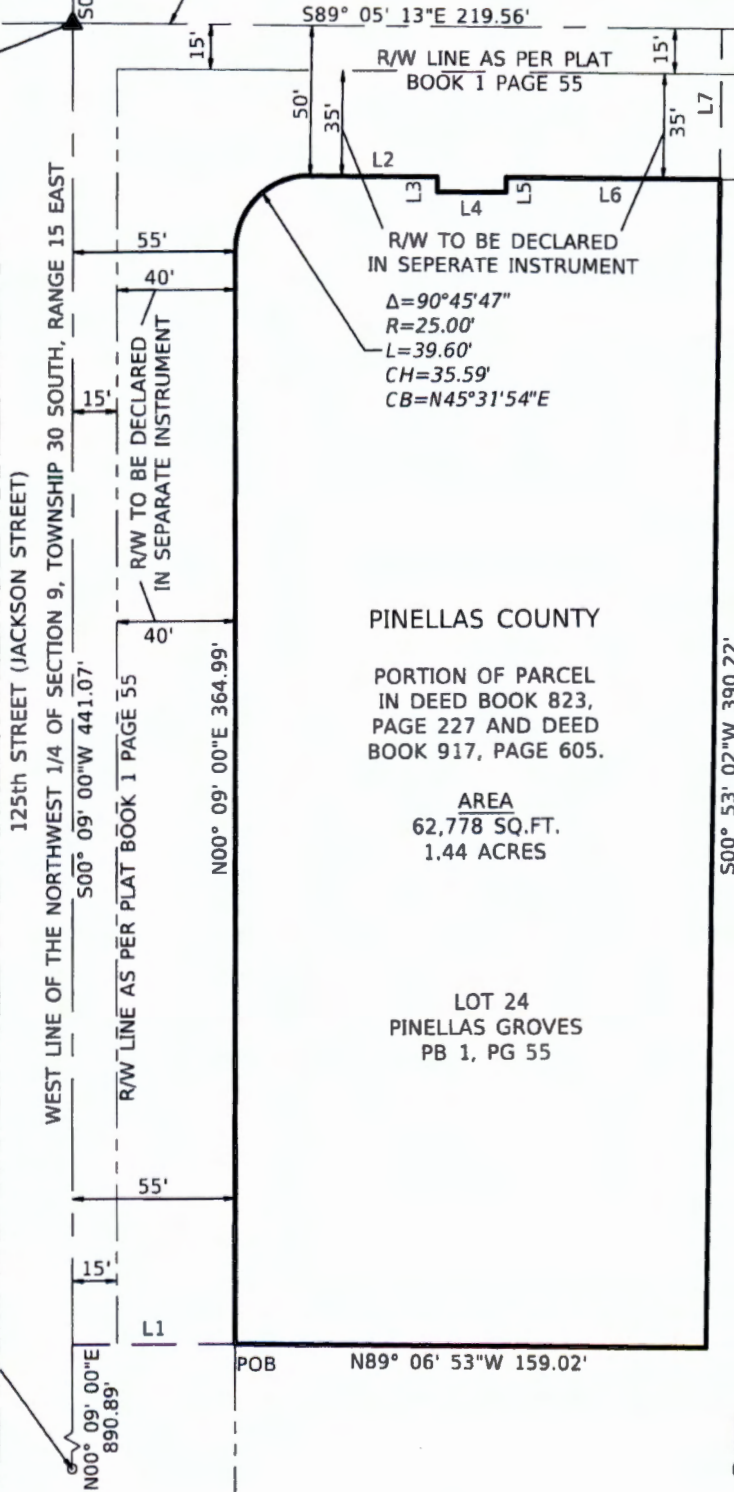 S0
S89° 05' 13"E 219.56'
15'
50'
35'
R/W LINE AS PER PLAT
BOOK 1 PAGE 55
15'
35'
L7
L2
L3
L4
L5
L6
R/W TO BE DECLARED
IN SEPERATE INSTRUMENT
Δ=90°45'47"
R=25.00'
L=39.60'
CH=35.59'
CB=N45°31'54"E
55'
40'
15'
R/W TO BE DECLARED
IN SEPARATE INSTRUMENT
40'
125th STREET (JACKSON STREET)
WEST LINE OF THE NORTHWEST 1/4 OF SECTION 9, TOWNSHIP 30 SOUTH, RANGE 15 EAST
S00° 09' 00"W 441.07'
R/W LINE AS PER PLAT BOOK 1 PAGE 55
N00° 09' 00"E 364.99'
PINELLAS COUNTY
PORTION OF PARCEL
IN DEED BOOK 823,
PAGE 227 AND DEED
BOOK 917, PAGE 605.
AREA
62,778 SQ.FT.
1.44 ACRES
S00° 53' 02"W 390.22'
LOT 24
PINELLAS GROVES
PB 1, PG 55
55'
15'
L1
POB
N89° 06' 53"W 159.02'
N00° 09' 00"E
890.89'